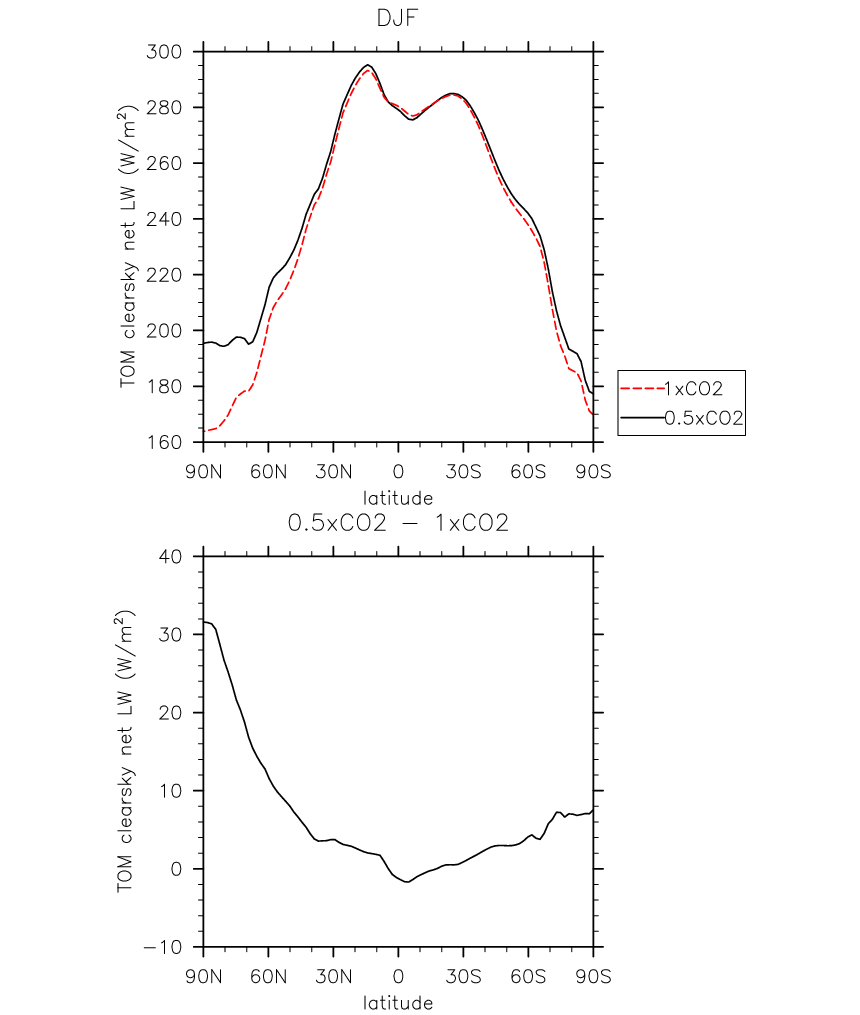 DJF
TOM clearsky net LW (W/m²)
300
280
260
240
220
200
180
160
90N 60N 30N 0 30S 60S 90S
latitude
1xCO2
0.5xCO2
0.5xCO2 − 1xCO2
TOM clearsky net LW (W/m²)
40
30
20
10
0
−10
90N 60N 30N 0 30S 60S 90S
latitude